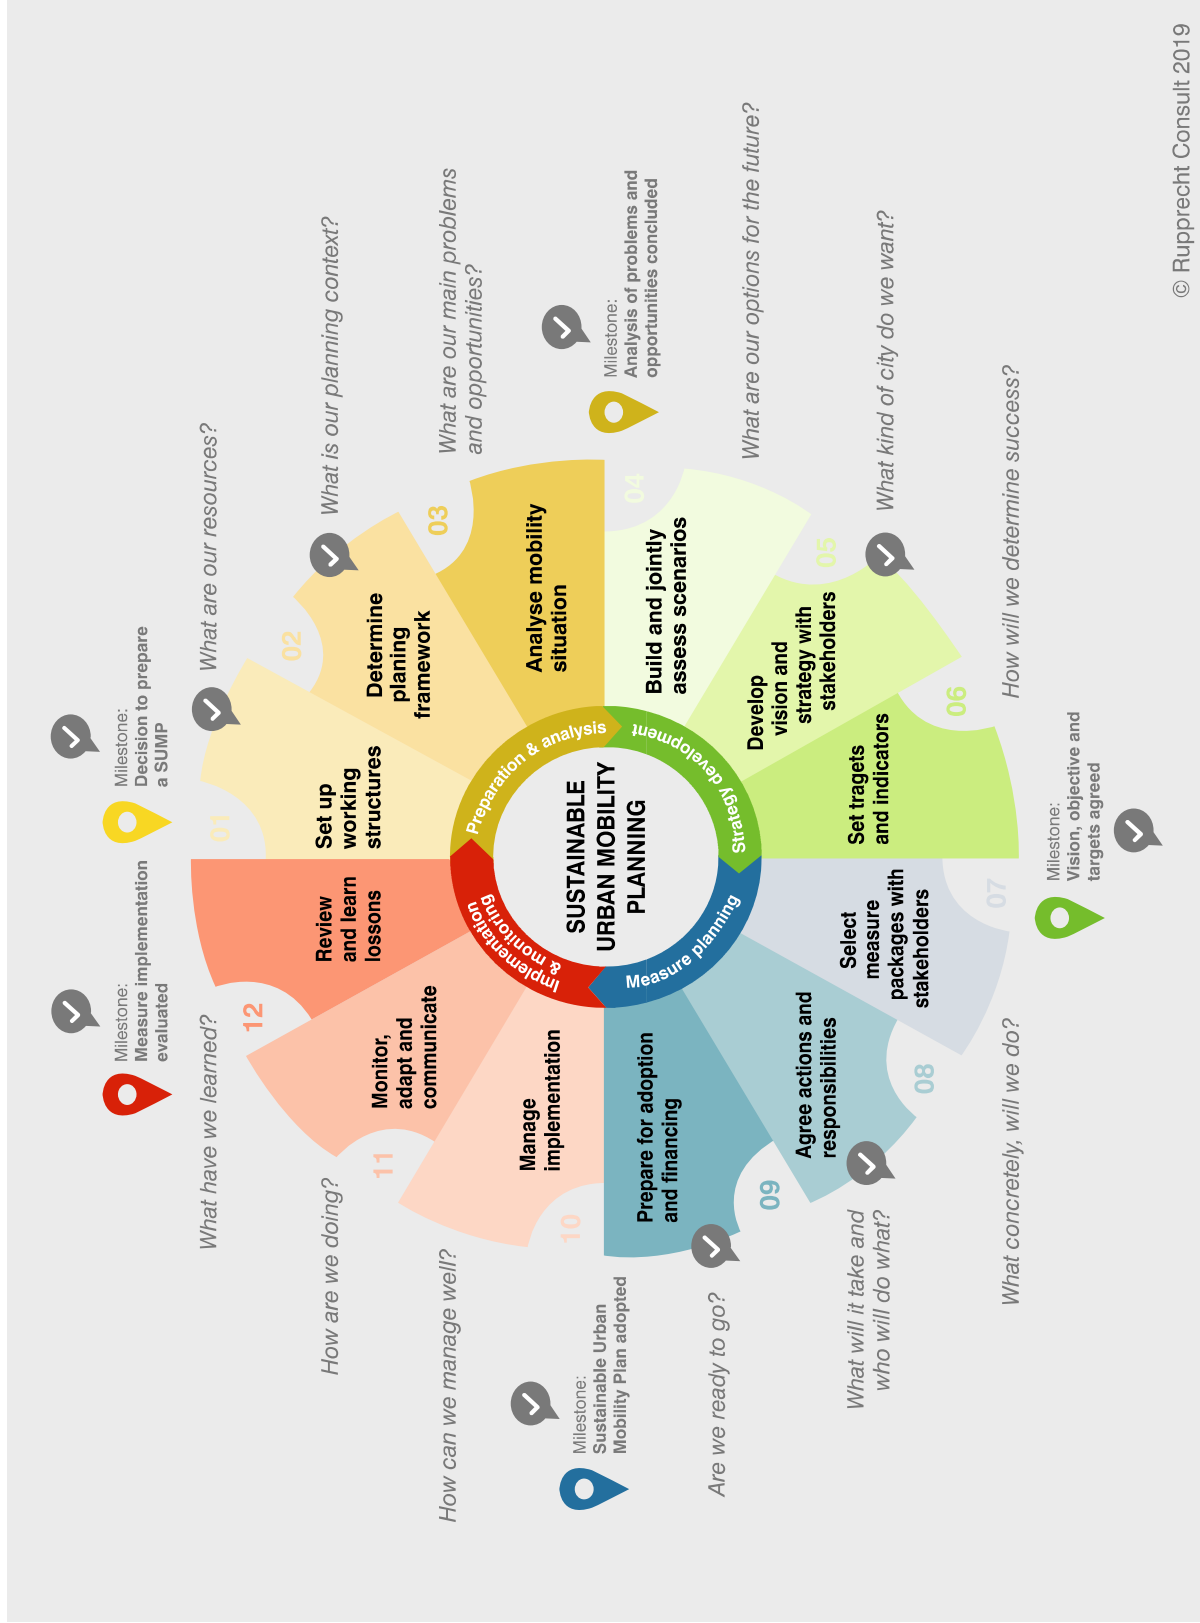 SUSTAINABLE
URBAN MOBILITY
PLANNING
Preparation & analysis
Strategy development
Measure planning
Implementation
& monitoring
Milestone:
Decision to prepare
a SUMP
01
Set up
working
structures
What are our resources?
02
Determine
planing
framework
What is our planning context?
03
Analyse mobility
situation
What are our main problems
and opportunities?
Milestone:
Analysis of problems and
opportunities concluded
04
Build and jointly
assess scenarios
What are our options for the future?
05
Develop
vision and
strategy with
stakeholders
What kind of city do we want?
06
Set tragets
and indicators
How will we determine success?
Milestone:
Vision, objective and
targets agreed
07
Select
measure
packages with
stakeholders
What concretely, will we do?
08
Agree actions and
responsibilities
What will it take and
who will do what?
09
Prepare for adoption
and financing
Are we ready to go?
Milestone:
Sustainable Urban
Mobility Plan adopted
10
Manage
implementation
How can we manage well?
11
Monitor,
adapt and
communicate
How are we doing?
12
Review
and learn
lessons
What have we learned?
Milestone:
Measure implementation
evaluated
© Rupprecht Consult 2019